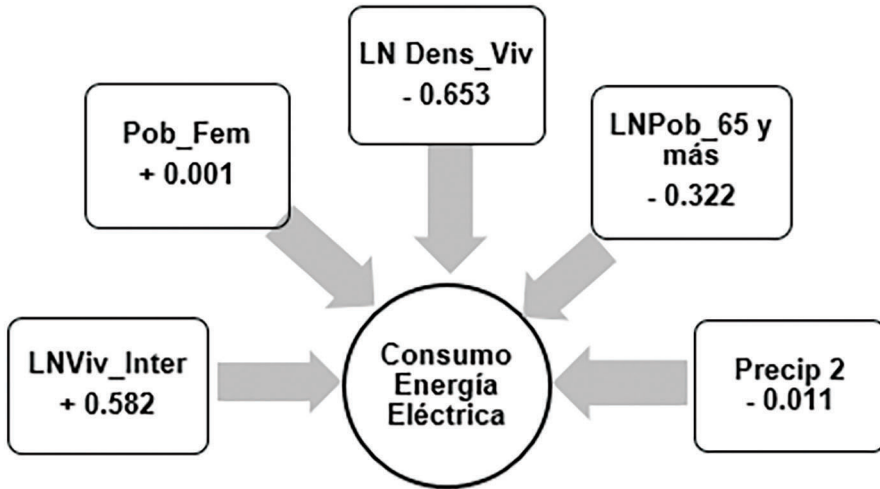 LN Dens_Viv
- 0.653
Pob_Fem
+ 0.001
LNPob_65 y
más
- 0.322
LNViv_Inter
+ 0.582
Consumo
Energía
Eléctrica
Precip 2
- 0.011